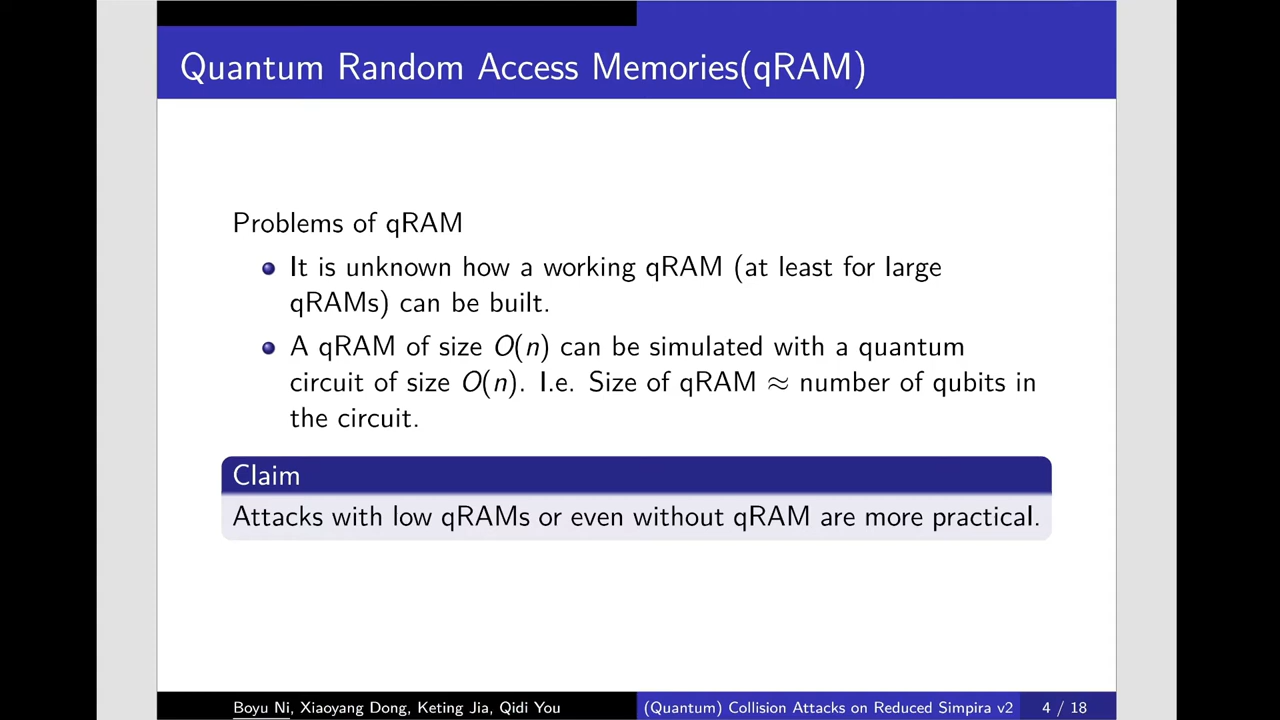 Quantum Random Access Memories(qRAM)
Problems of qRAM
It is unknown how a working qRAM (at least for large
qRAMs) can be built.
A qRAM of size O(n) can be simulated with a quantum
circuit of size O(n). I.e. Size of qRAM ≈ number of qubits in
the circuit.
Claim
Attacks with low qRAMs or even without qRAM are more practical.
Boyu Ni, Xiaoyang Dong, Keting Jia, Qidi You
(Quantum) Collision Attacks on Reduced Simpira v2
4 / 18